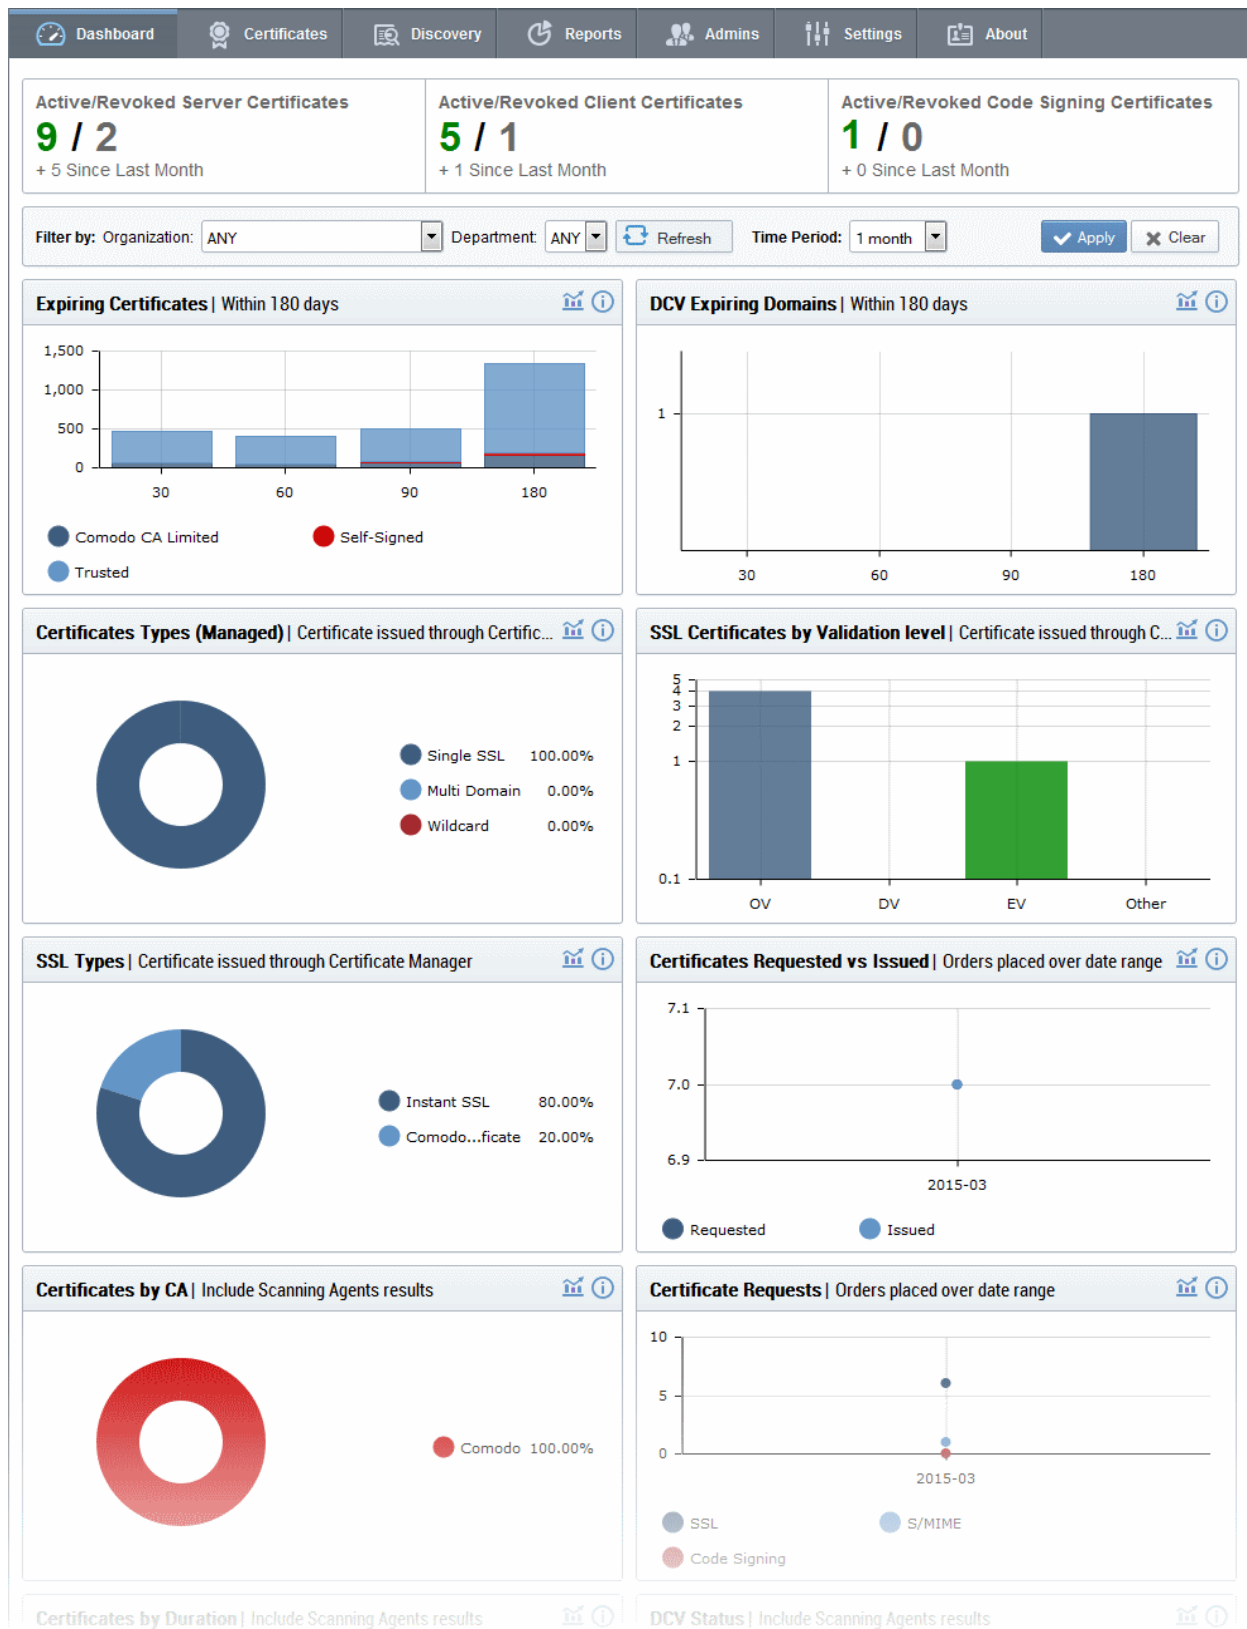 Dashboard Certificates Discovery Reports Admins Settings About
Active/Revoked Server Certificates
9 / 2
+ 5 Since Last Month
Active/Revoked Client Certificates
5 / 1
+ 1 Since Last Month
Active/Revoked Code Signing Certificates
1 / 0
+ 0 Since Last Month
Filter by: Organization: ANY Department: ANY Refresh Time Period: 1 month Apply Clear
Expiring Certificates | Within 180 days
1,500
1,000
500
0
30 60 90 180
Comodo CA Limited Self-Signed
Trusted
DCV Expiring Domains | Within 180 days
1
30 60 90 180
Certificates Types (Managed) | Certificate issued through Certific...
Single SSL 100.00%
Multi Domain 0.00%
Wildcard 0.00%
SSL Certificates by Validation level | Certificate issued through C...
5
4
3
2
1
0.1
OV DV EV Other
SSL Types | Certificate issued through Certificate Manager
Instant SSL 80.00%
Comodo...ficate 20.00%
Certificates Requested vs Issued | Orders placed over date range
7.1
7.0
6.9
2015-03
Requested Issued
Certificates by CA | Include Scanning Agents results
Comodo 100.00%
Certificate Requests | Orders placed over date range
10
5
0
2015-03
SSL S/MIME
Code Signing
Certificates by Duration | Include Scanning Agents results
DCV Status | Include Scanning Agents results